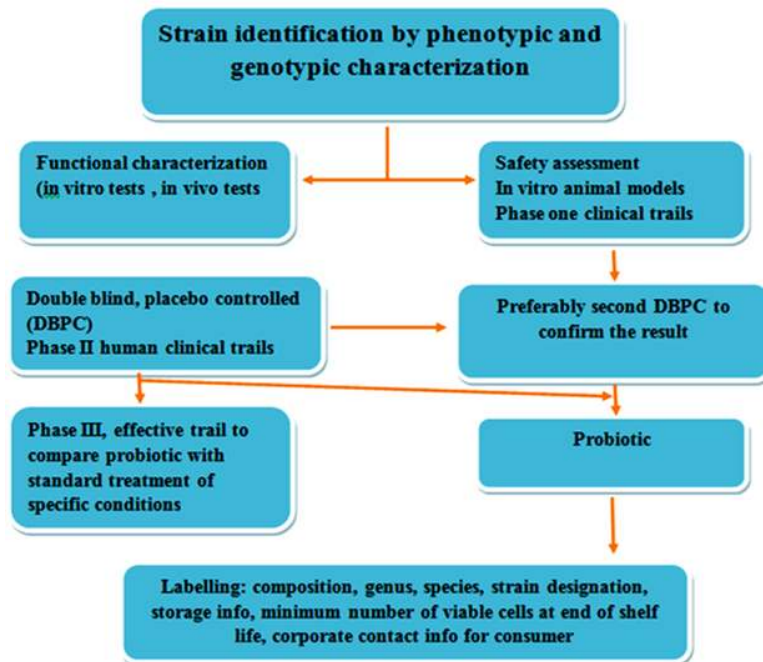 Strain identification by phenotypic and
genotypic characterization
Functional characterization
(in vitro tests , in vivo tests
Safety assessment
In vitro animal models
Phase one clinical trails
Double blind, placebo controlled
(DBPC)
Phase II human clinical trails
Preferably second DBPC to
confirm the result
Phase III, effective trail to
compare probiotic with
standard treatment of
specific conditions
Probiotic
Labelling: composition, genus, species, strain designation,
storage info, minimum number of viable cells at end of shelf
life, corporate contact info for consumer